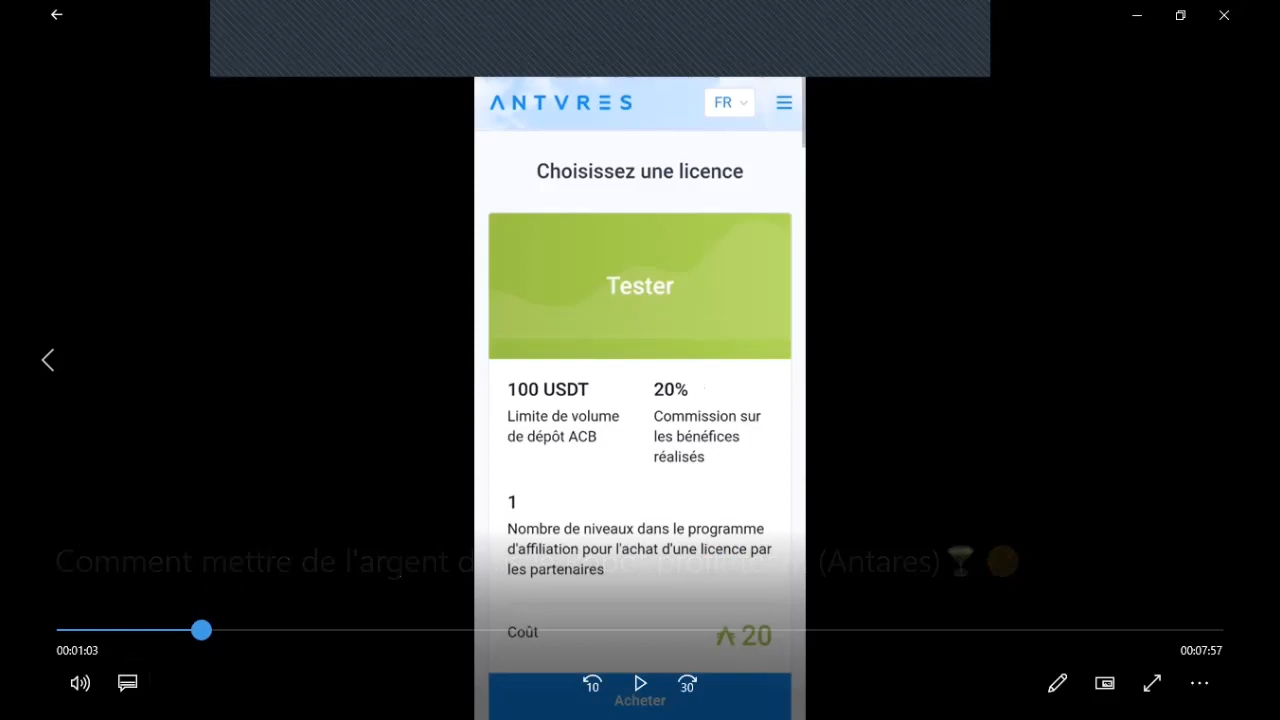 ANTARES
FR
Choisissez une licence
Tester
100 USDT
Limite de volume
de dépôt ACB
20%
Commission sur
les bénéfices
réalisés
1
Nombre de niveaux dans le programme
d'affiliation pour l'achat d'une licence par
les partenaires
Comment mettre de l'argent (Antares)
Coût
20
Acheter
00:01:03
00:07:57
10
30